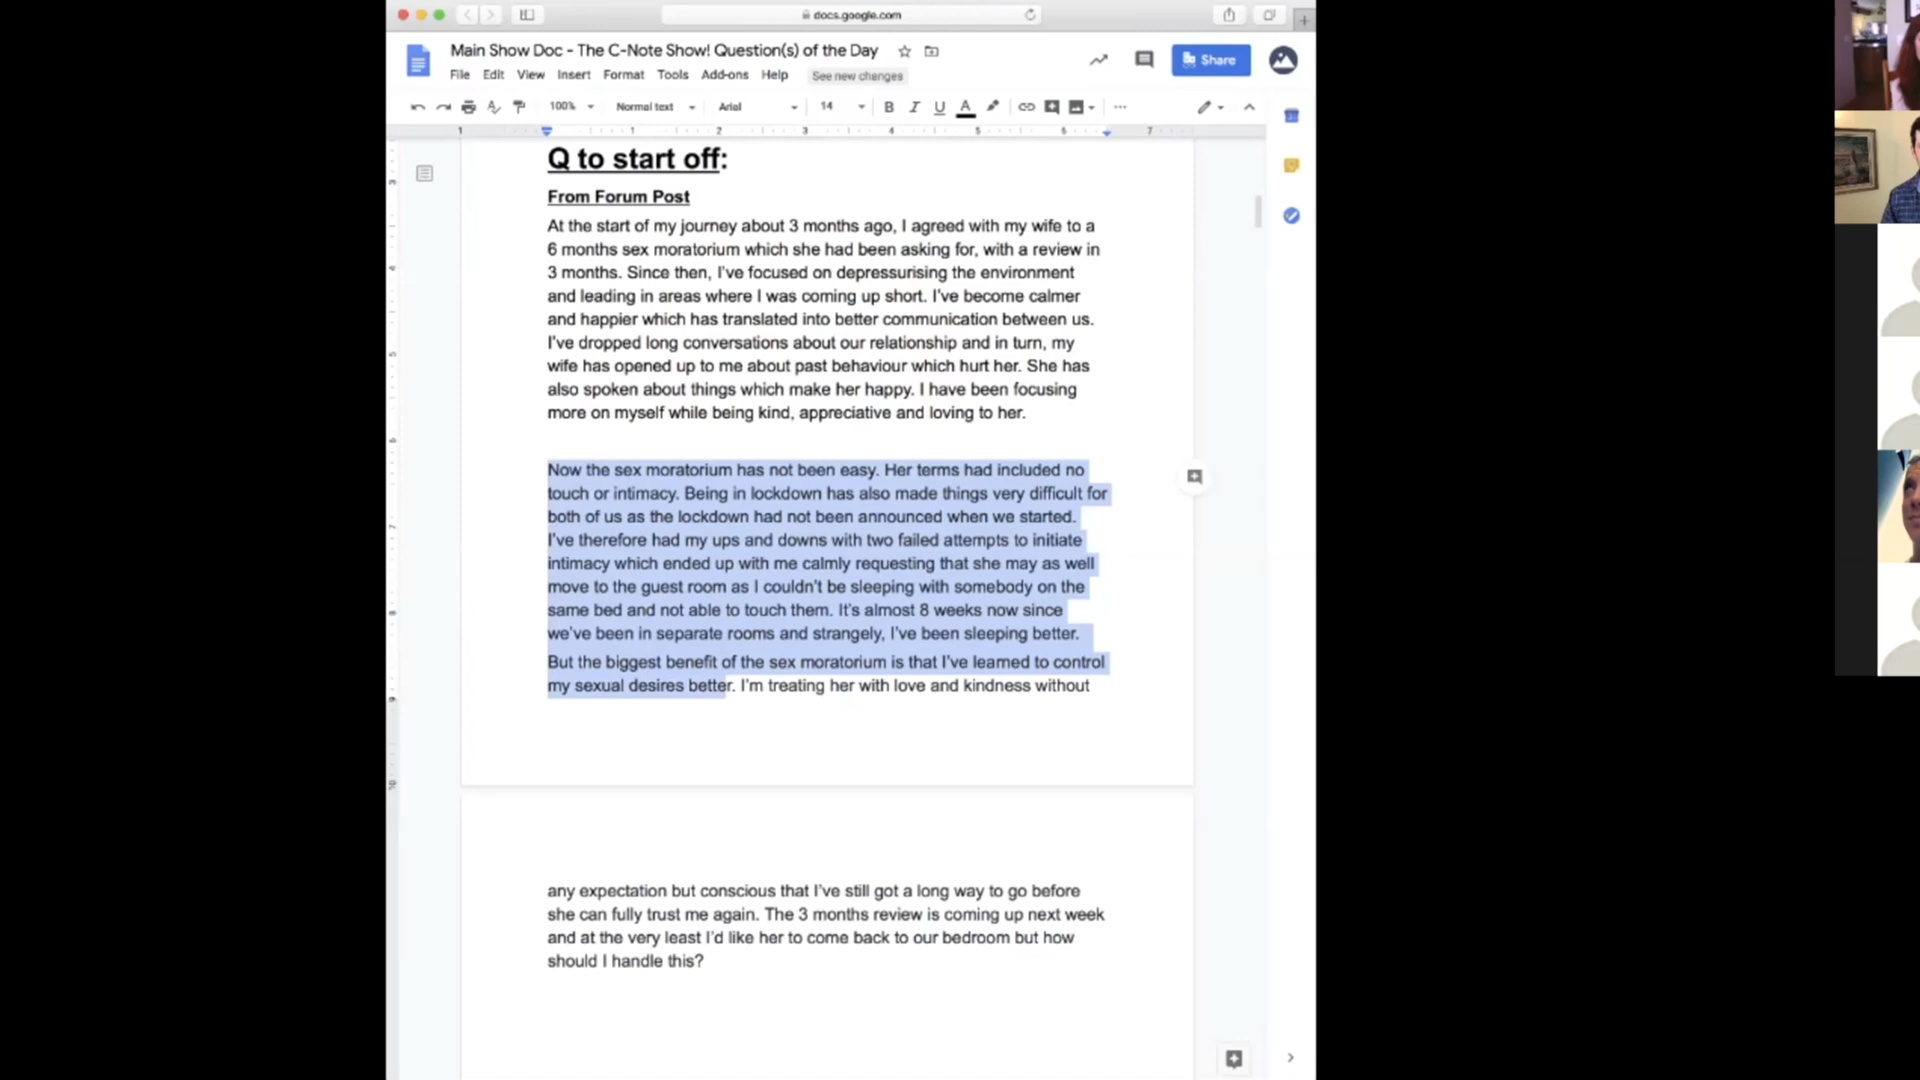 docs.google.com
Main Show Doc - The C-Note Show! Question(s) of the Day
File Edit View Insert Format Tools Add-ons Help See new changes
Share
100% Normal text Arial 14 B I U A
1 1 2 3 4 5 6 7
Q to start off:
From Forum Post
At the start of my journey about 3 months ago, I agreed with my wife to a
6 months sex moratorium which she had been asking for, with a review in
3 months. Since then, I've focused on depressurising the environment
and leading in areas where I was coming up short. I've become calmer
and happier which has translated into better communication between us.
I've dropped long conversations about our relationship and in turn, my
wife has opened up to me about past behaviour which hurt her. She has
also spoken about things which make her happy. I have been focusing
more on myself while being kind, appreciative and loving to her.
Now the sex moratorium has not been easy. Her terms had included no
touch or intimacy. Being in lockdown has also made things very difficult for
both of us as the lockdown had not been announced when we started.
I've therefore had my ups and downs with two failed attempts to initiate
intimacy which ended up with me calmly requesting that she may as well
move to the guest room as I couldn't be sleeping with somebody on the
same bed and not able to touch them. It's almost 8 weeks now since
we've been in separate rooms and strangely, I've been sleeping better.
But the biggest benefit of the sex moratorium is that I've learned to control
my sexual desires better. I'm treating her with love and kindness without
any expectation but conscious that I've still got a long way to go before
she can fully trust me again. The 3 months review is coming up next week
and at the very least I'd like her to come back to our bedroom but how
should I handle this?